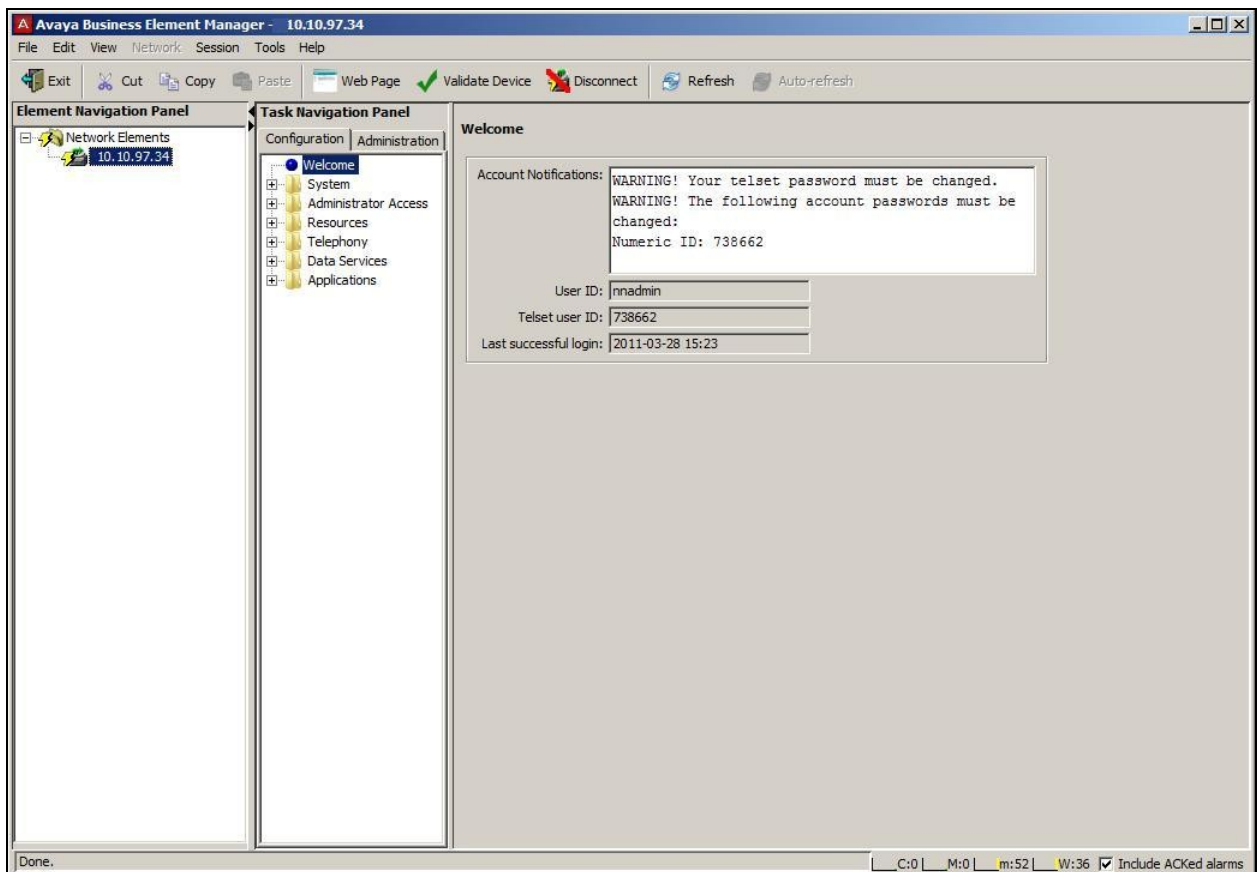 A Avaya Business Element Manager - 10.10.97.34
File Edit View Network Session Tools Help
Exit Cut Copy Paste Web Page Validate Device Disconnect Refresh Auto-refresh
Element Navigation Panel
Network Elements
10.10.97.34
Task Navigation Panel
Configuration Administration
Welcome
System
Administrator Access
Resources
Telephony
Data Services
Applications
Welcome
Account Notifications:
WARNING! Your telset password must be changed.
WARNING! The following account passwords must be
changed:
Numeric ID: 738662
User ID: nnadmin
Telset user ID: 738662
Last successful login: 2011-03-28 15:23
Done.
C:0 M:0 m:52 W:36 Include ACKed alarms